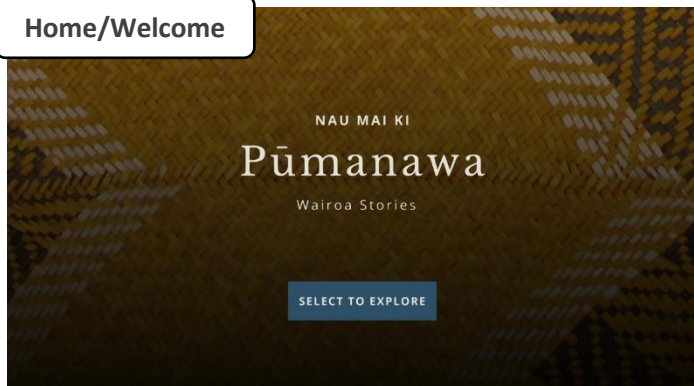 Home/Welcome
NAU MAI KI
Pūmanawa
Wairoa Stories
SELECT TO EXPLORE